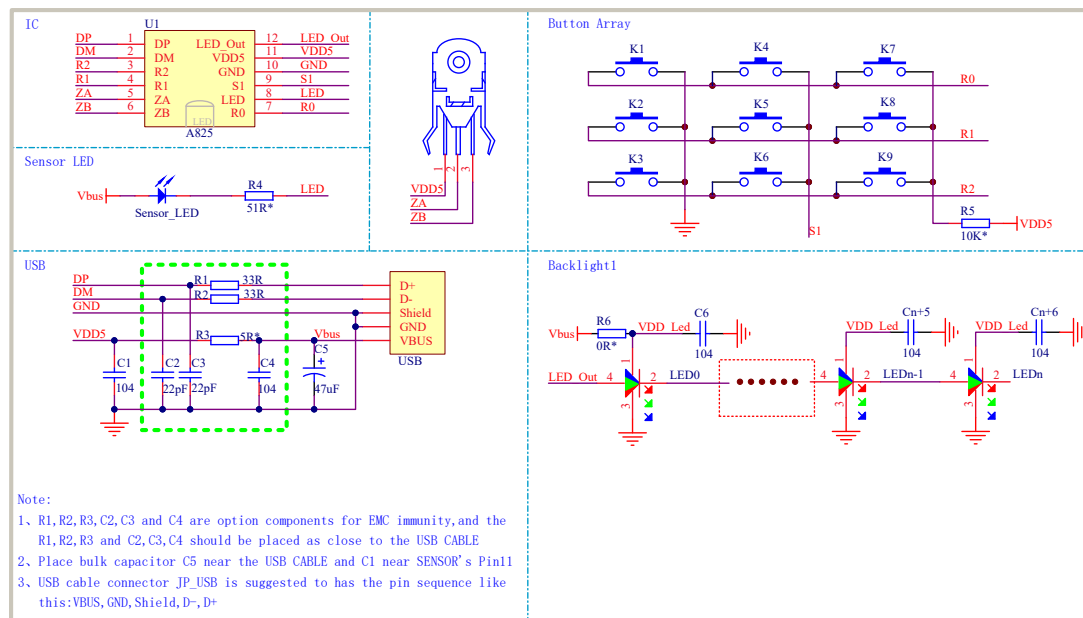 IC
U1
DP 1 DP LED_Out 12 LED_Out
DM 2 DM VDD5 11 VDD5
R2 3 R2 GND 10 GND
R1 4 R1 S1 9 S1
ZA 5 ZA LED 8 LED
ZB 6 ZB R0 7 R0
LED
A825
Sensor LED
Vbus
Sensor_LED
R4
51R*
LED
1 2 3
VDD5
ZA
ZB
Button Array
K1 K4 K7
R0
K2 K5 K8
R1
K3 K6 K9
R2
S1
R5
10K*
VDD5
USB
DP R1 33R D+
DM R2 33R D-
GND Shield
GND
VDD5 R3 5R* Vbus VBUS
USB
C1
104
C2
22pF
C3
22pF
C4
104
C5
+
47uF
Backlight1
Vbus
R6
0R*
VDD_Led
C6
104
LED_Out 4 1 2 3 LED0
VDD_Led
Cn+5
104
4 1 2 3 LEDn-1
VDD_Led
Cn+6
104
4 1 2 3 LEDn
Note:
1、R1,R2,R3,C2,C3 and C4 are option components for EMC immunity,and the
R1,R2,R3 and C2,C3,C4 should be placed as close to the USB CABLE
2、Place bulk capacitor C5 near the USB CABLE and C1 near SENSOR's Pin11
3、USB cable connector JP_USB is suggested to has the pin sequence like
this:VBUS,GND,Shield,D-,D+